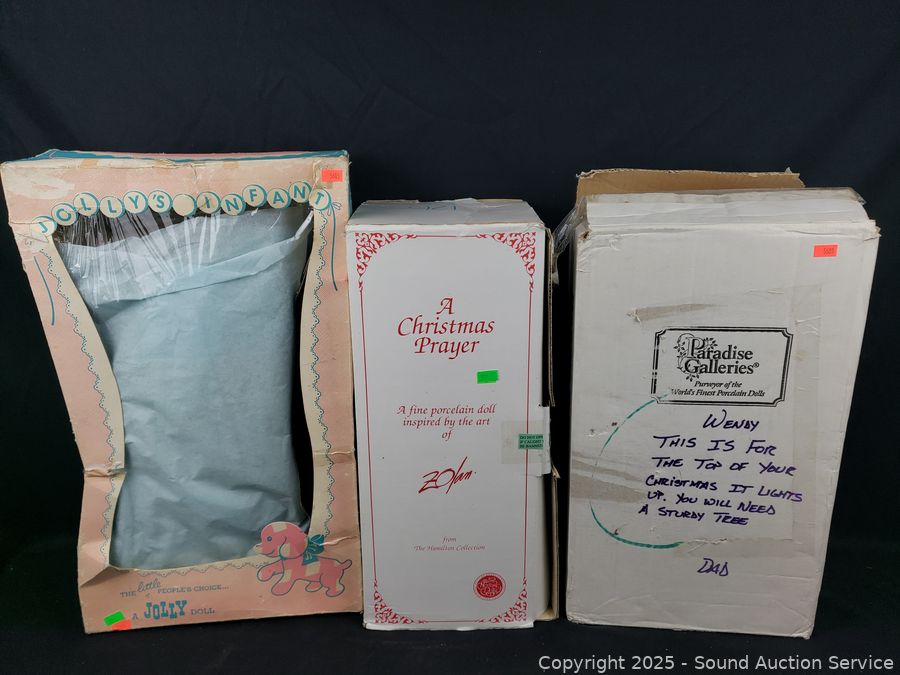 JOLLY'S INFANT
THE little PEOPLE'S CHOICE...
A JOLLY DOLL
A
Christmas
Prayer
A fine porcelain doll
inspired by the art
of
Zolan
from
The Hamilton Collection
Paradise
Galleries®
Purveyor of the
World's Finest Porcelain Dolls
WENDY
THIS IS FOR
THE TOP OF YOUR
CHRISTMAS IT LIGHTS
UP. YOU WILL NEED
A STURDY TREE
DAD
Copyright © 2025 - Sound Auction Service